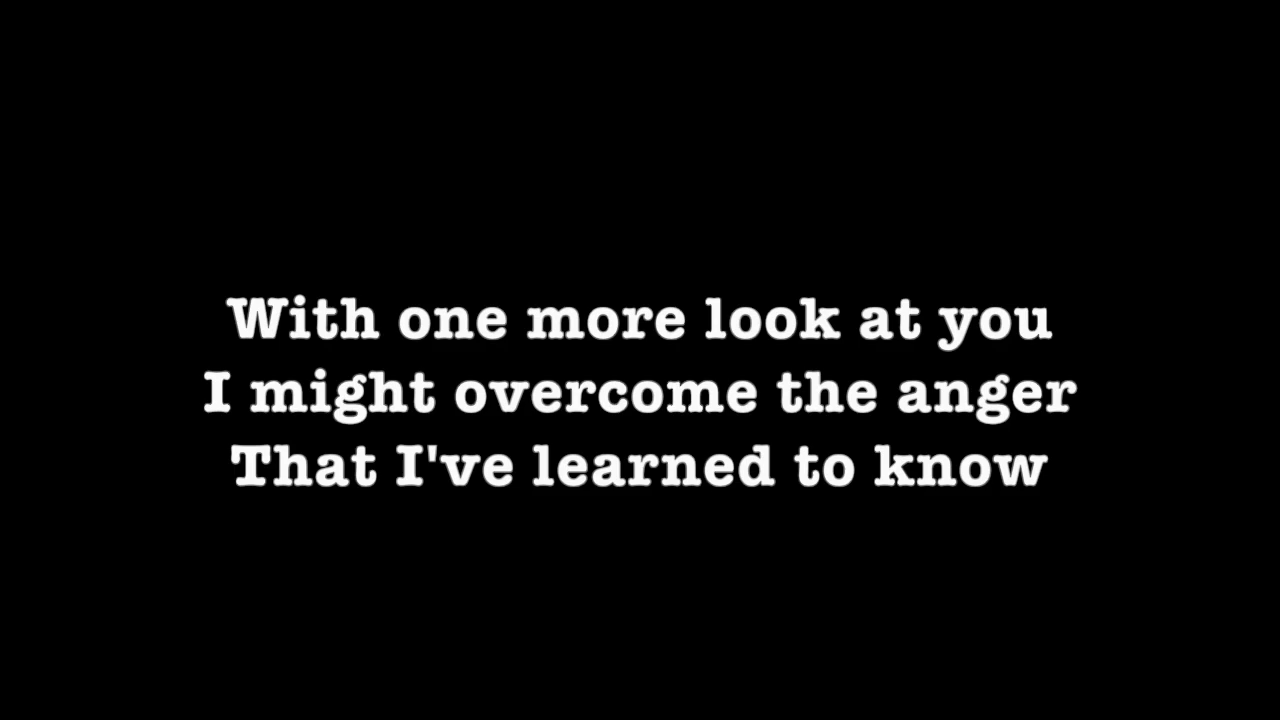 With one more look at you
I might overcome the anger
That I've learned to know